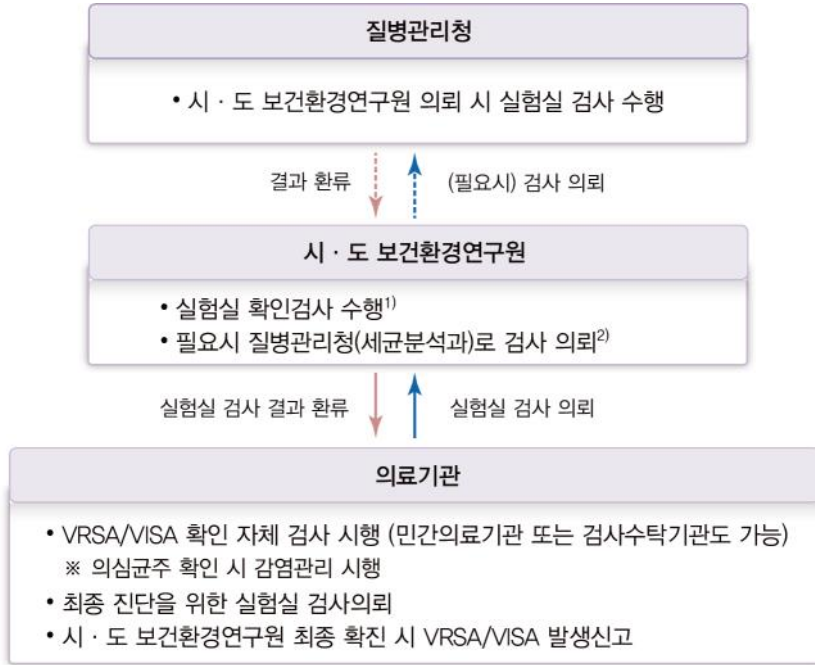 질병관리청
• 시 · 도 보건환경연구원 의뢰 시 실험실 검사 수행
결과 환류
(필요시) 검사 의뢰
시 · 도 보건환경연구원
• 실험실 확인검사 수행1)
• 필요시 질병관리청(세균분석과)로 검사 의뢰2)
실험실 검사 결과 환류
실험실 검사 의뢰
의료기관
• VRSA/VISA 확인 자체 검사 시행 (민간의료기관 또는 검사수탁기관도 가능)
※ 의심균주 확인 시 감염관리 시행
• 최종 진단을 위한 실험실 검사의뢰
• 시 · 도 보건환경연구원 최종 확진 시 VRSA/VISA 발생신고